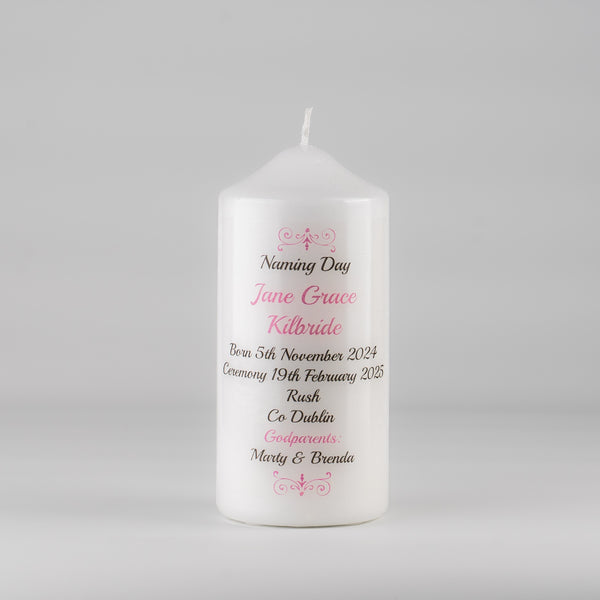 Naming Day
Jane Grace
Kilbride
Born 5th November 2024
Ceremony 19th February 2025
Rush
Co Dublin
Godparents:
Marty & Brenda